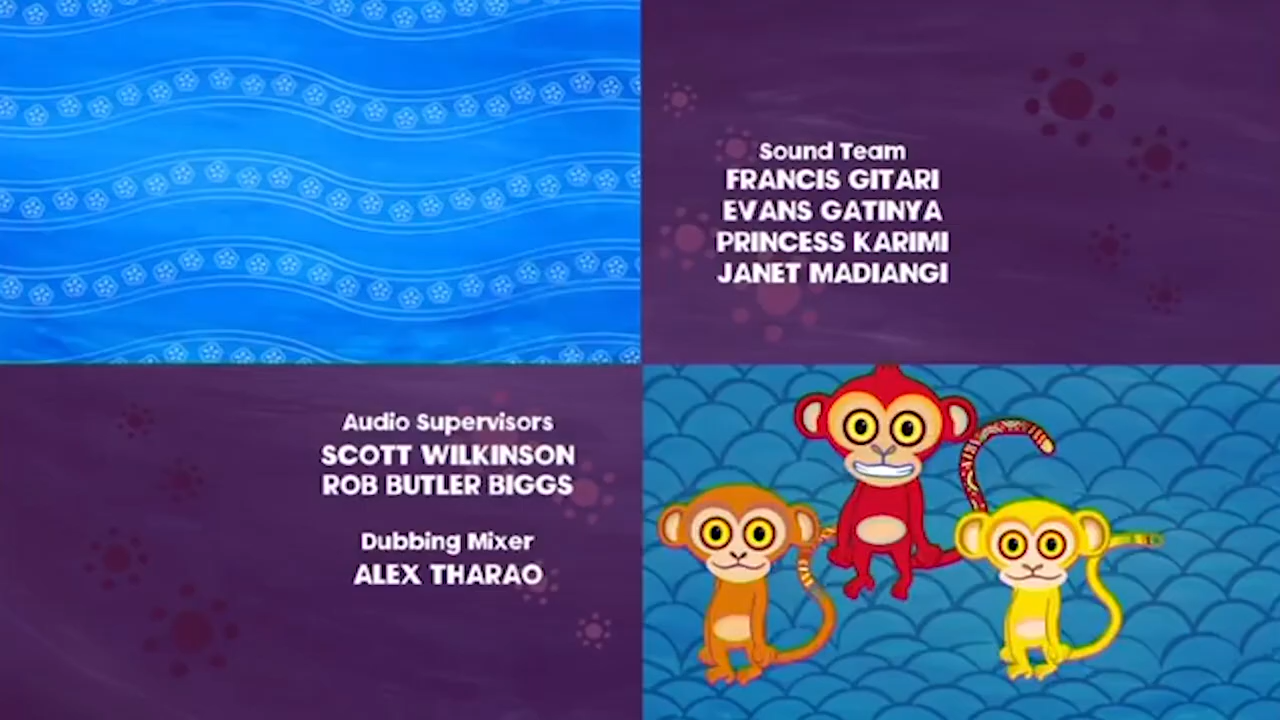 Sound Team
FRANCIS GITARI
EVANS GATINYA
PRINCESS KARIMI
JANET MADIANGI
Audio Supervisors
SCOTT WILKINSON
ROB BUTLER BIGGS
Dubbing Mixer
ALEX THARAO